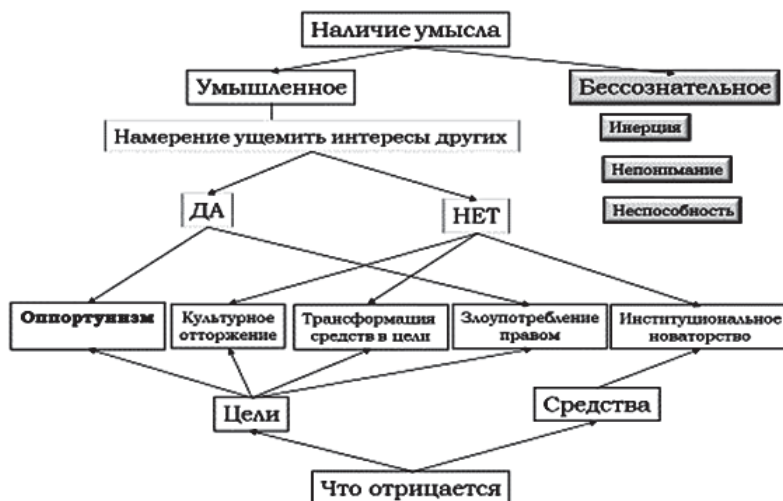 Наличие умысла
Умышленное
Бессознательное
Намерение ущемить интересы других
Инерция
Непонимание
Неспособность
ДА
НЕТ
Оппортунизм
Культурное
отторжение
Трансформация
средств в цели
Злоупотребление
правом
Институциональное
новаторство
Цели
Средства
Что отрицается